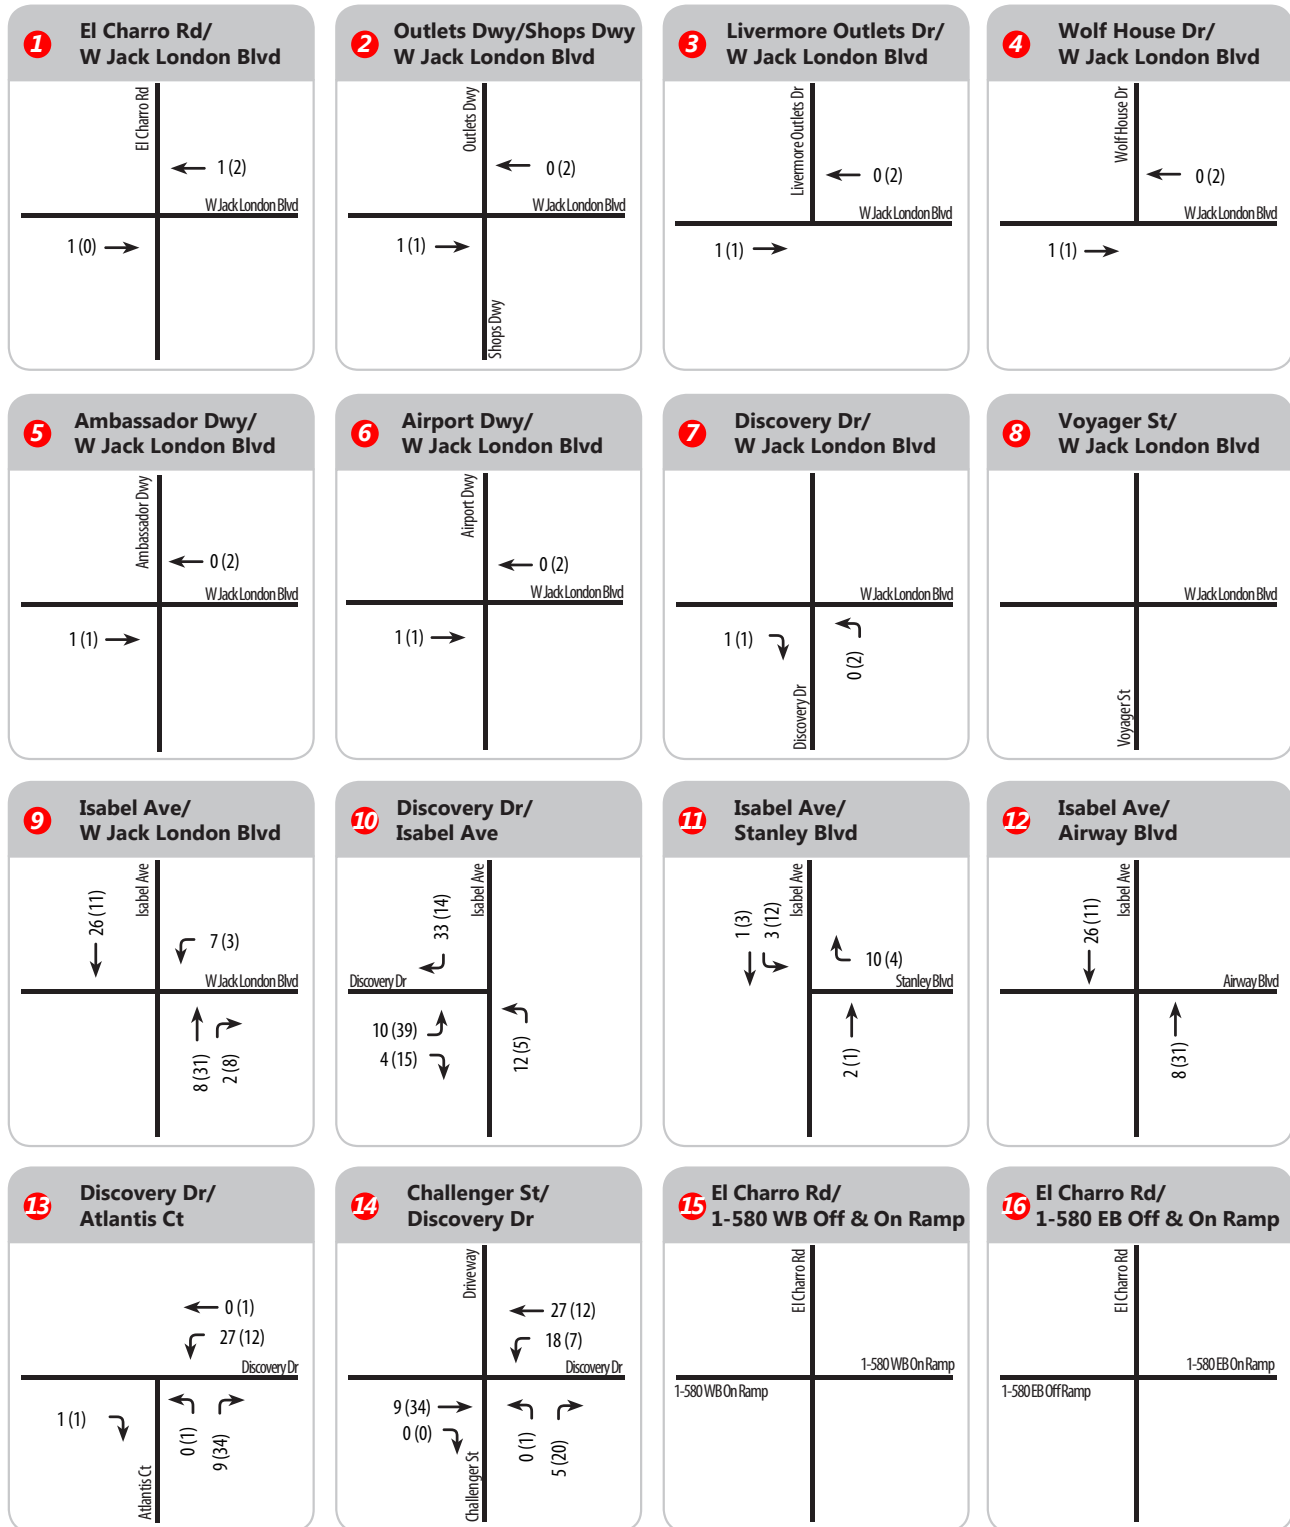 1
El Charro Rd/
W Jack London Blvd
El Charro Rd
1 (2)
W Jack London Blvd
1 (0)
2
Outlets Dwy/Shops Dwy
W Jack London Blvd
Outlets Dwy
0 (2)
W Jack London Blvd
1 (1)
Shops Dwy
3
Livermore Outlets Dr/
W Jack London Blvd
Livermore Outlets Dr
0 (2)
W Jack London Blvd
1 (1)
4
Wolf House Dr/
W Jack London Blvd
Wolf House Dr
0 (2)
W Jack London Blvd
1 (1)
5
Ambassador Dwy/
W Jack London Blvd
Ambassador Dwy
0 (2)
W Jack London Blvd
1 (1)
6
Airport Dwy/
W Jack London Blvd
Airport Dwy
0 (2)
W Jack London Blvd
1 (1)
7
Discovery Dr/
W Jack London Blvd
W Jack London Blvd
1 (1)
0 (2)
Discovery Dr
8
Voyager St/
W Jack London Blvd
W Jack London Blvd
Voyager St
9
Isabel Ave/
W Jack London Blvd
Isabel Ave
26 (11)
7 (3)
W Jack London Blvd
8 (31)
2 (8)
10
Discovery Dr/
Isabel Ave
Isabel Ave
33 (14)
Discovery Dr
10 (39)
4 (15)
12 (5)
11
Isabel Ave/
Stanley Blvd
Isabel Ave
1 (3)
3 (12)
10 (4)
Stanley Blvd
2 (1)
12
Isabel Ave/
Airway Blvd
Isabel Ave
26 (11)
Airway Blvd
8 (31)
13
Discovery Dr/
Atlantis Ct
0 (1)
27 (12)
Discovery Dr
1 (1)
0 (1)
9 (34)
Atlantis Ct
14
Challenger St/
Discovery Dr
Driveway
27 (12)
18 (7)
Discovery Dr
9 (34)
0 (0)
0 (1)
5 (20)
Challenger St
15
El Charro Rd/
1-580 WB Off & On Ramp
El Charro Rd
1-580 WB On Ramp
1-580 WB On Ramp
16
El Charro Rd/
1-580 EB Off & On Ramp
El Charro Rd
1-580 EB On Ramp
1-580 EB Off Ramp